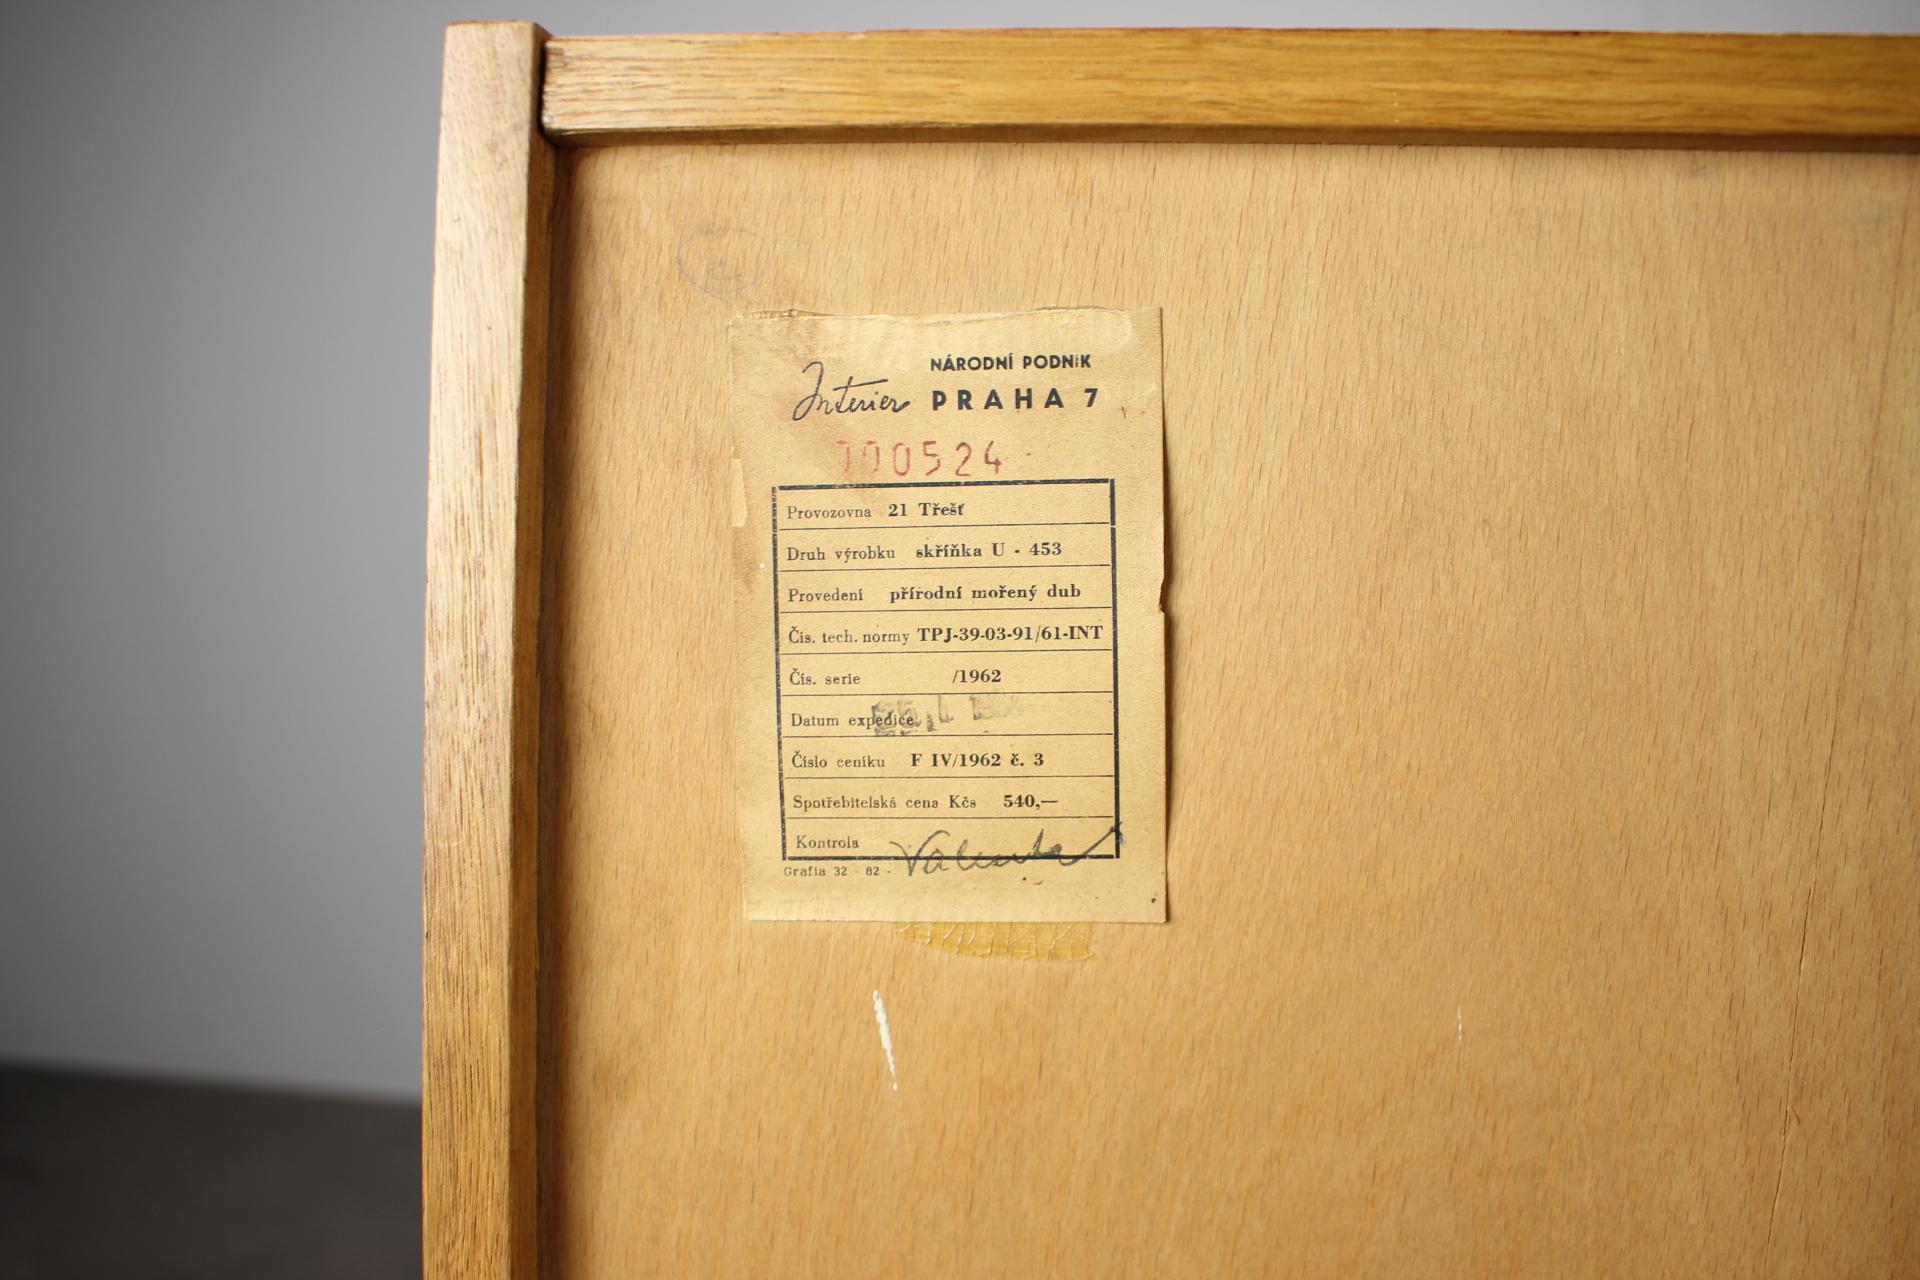 NÁRODNÍ PODNIK
Interier PRAHA 7
000524
Provozovna 21 Třešť
Druh výrobku skříňka U - 453
Provedení přírodní mořený dub
Čís. tech. normy TPJ-39-03-91/61-INT
Čís. serie /1962
Datum expedice
Číslo ceníku F IV/1962 č. 3
Spotřebitelská cena Kčs 540,—
Kontrola
Grafia 32 - 62 -